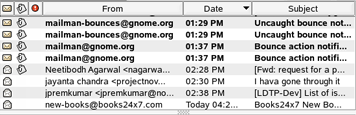 From Date Subject
mailman-bounces@gnome.org 01:29 PM Uncaught bounce not...
mailman-bounces@gnome.org 01:29 PM Uncaught bounce not...
mailman@gnome.org 01:37 PM Bounce action notifi...
mailman@gnome.org 01:37 PM Bounce action notifi...
Neetibodh Agarwal <nagarwa... 02:28 PM [Fwd: request for a p...
jayanta chandra <projectnov... 02:30 PM I have gone through it
jpremkumar <jpremkumar@no... 02:38 PM [LDTP-Dev] List of is...
new-books@books24x7.com Today 04:2... Books24x7 New Bo...